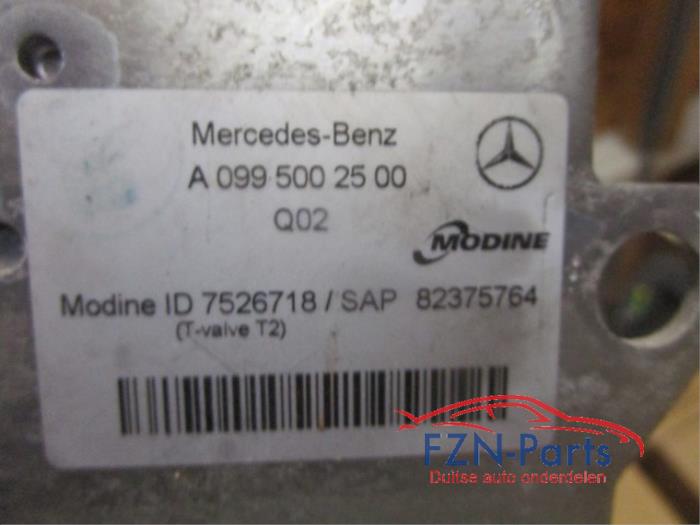 Mercedes-Benz
A 099 500 25 00
Q02
MODINE
Modine ID 7526718 / SAP 82375764
(T-valve T2)
FZN-Parts
Duitse auto onderdelen